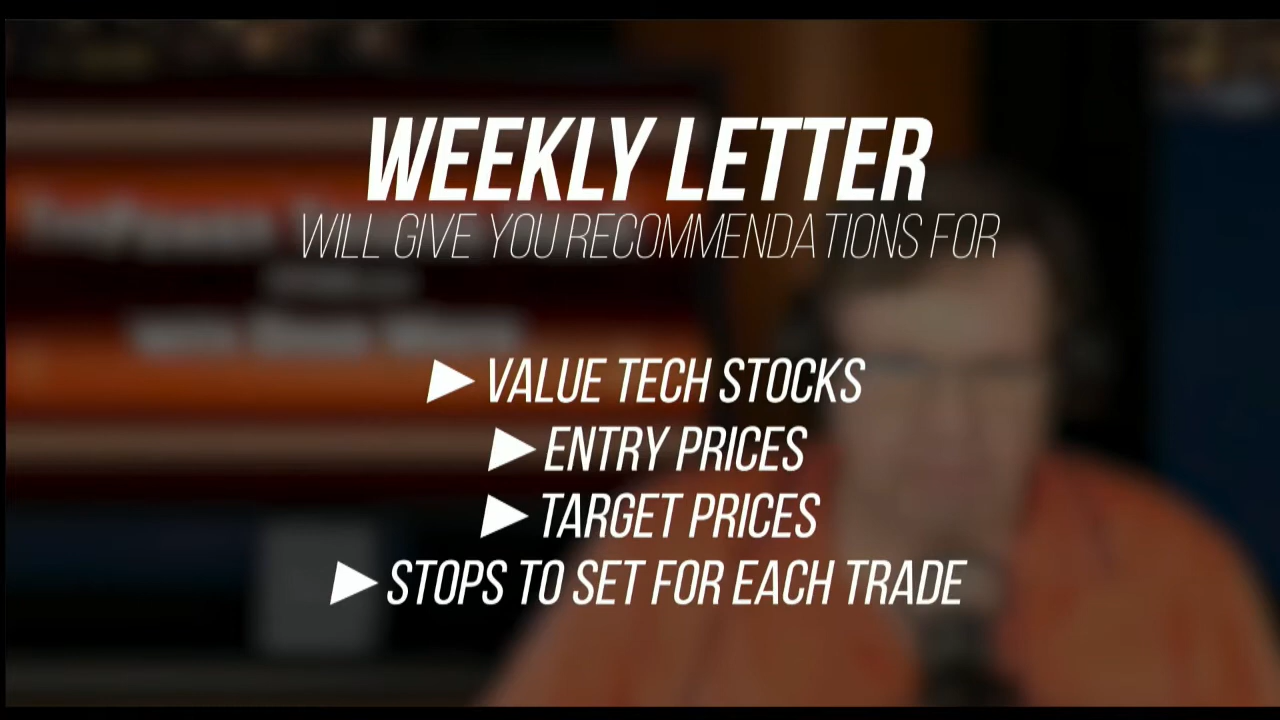 WEEKLY LETTER
WILL GIVE YOU RECOMMENDATIONS FOR
▶ VALUE TECH STOCKS
▶ ENTRY PRICES
▶ TARGET PRICES
▶ STOPS TO SET FOR EACH TRADE